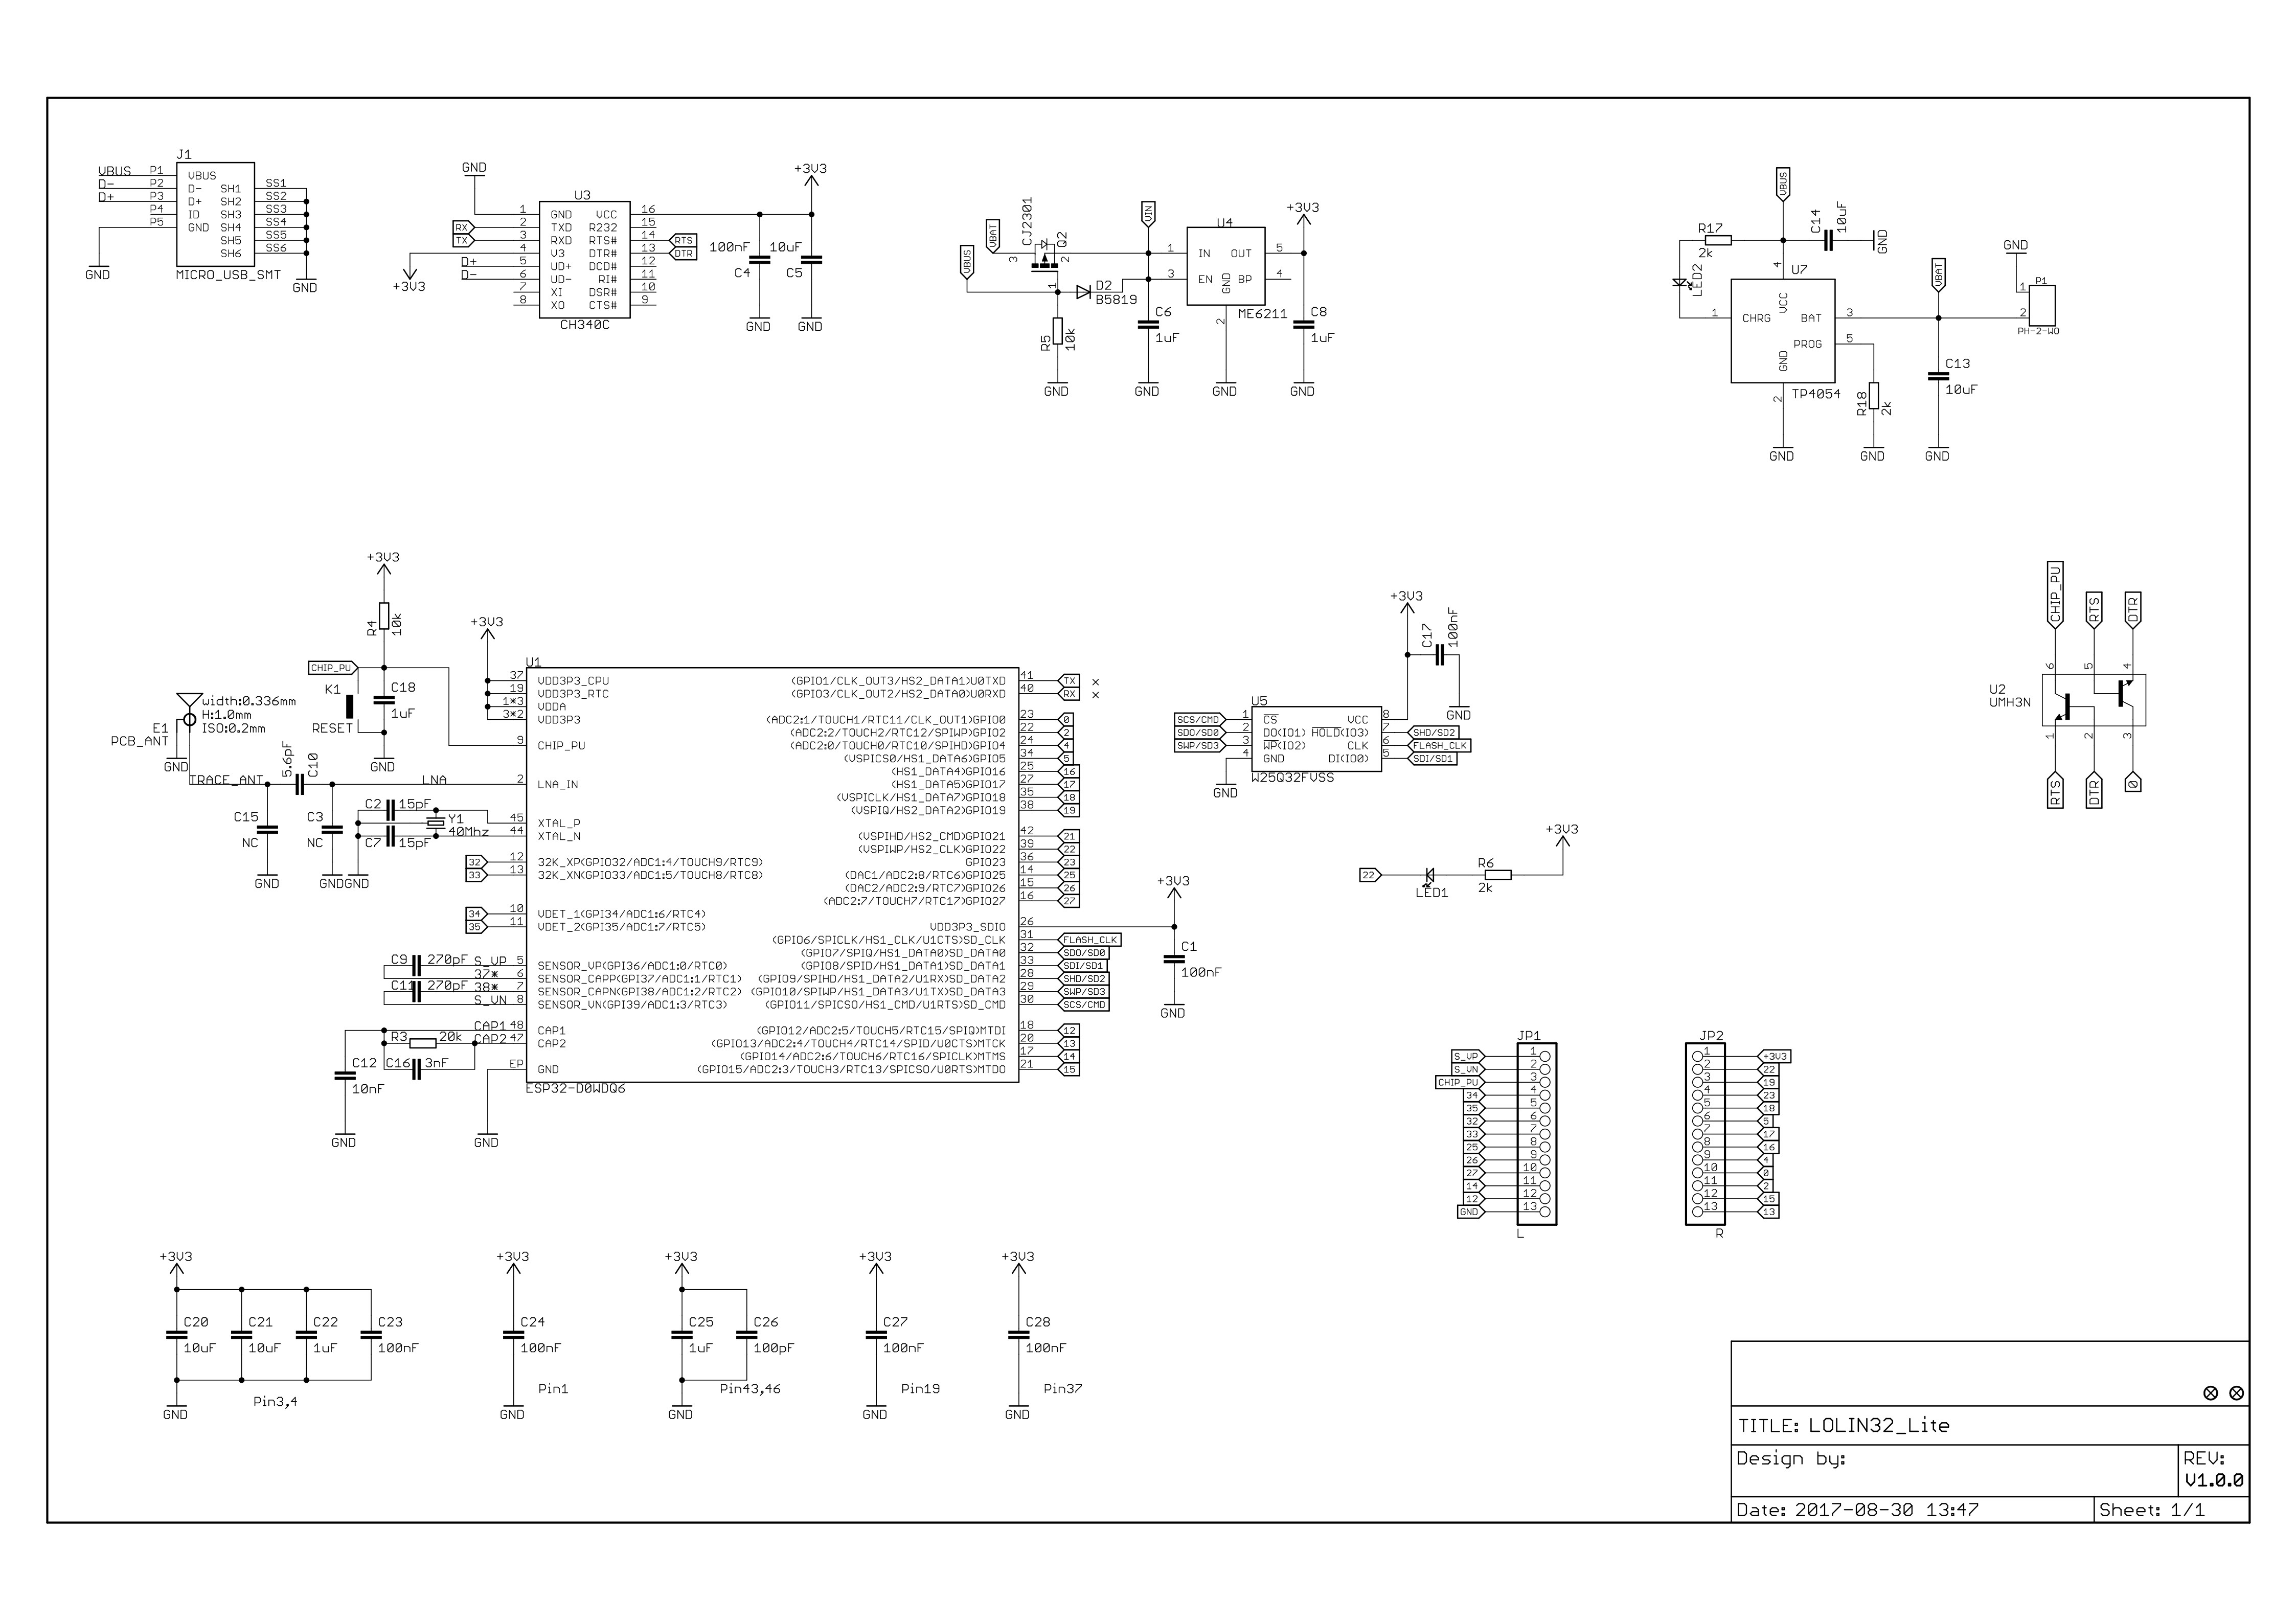 J1
VBUS P1 VBUS
D- P2 D- SH1 SS1
D+ P3 D+ SH2 SS2
P4 ID SH3 SS3
P5 GND SH4 SS4
SH5 SS5
SH6 SS6
MICRO_USB_SMT
GND
GND
GND
U3
+3V3
1 GND VCC 16
RX 2 TXD R232 15
TX 3 RXD RTS# 14 RTS
4 V3 DTR# 13 DTR
D+ 5 UD+ DCD# 12
D- 6 UD- RI# 11
7 XI DSR# 10
8 XO CTS# 9
CH340C
+3V3
100nF
C4
10uF
C5
GND
GND
VBUS
VBAT
CJ2301
Q2
3
2
1
VIN
D2
B5819
R5
10k
GND
U4
+3V3
1 IN OUT 5
3 EN GND BP 4
2
ME6211
C6
1uF
C8
1uF
GND
GND
GND
VBUS
R17
2k
C14
10uF
GND
LED2
U7
4
VCC
1 CHRG BAT 3
PROG 5
GND
2
TP4054
R18
2k
VBAT
C13
10uF
GND
P1
1
2
PH-2-WO
GND
GND
GND
+3V3
R4
10k
CHIP_PU
K1
RESET
C18
1uF
GND
+3V3
width:0.336mm
H:1.0mm
ISO:0.2mm
E1
PCB_ANT
GND
TRACE_ANT
5.6pF
C10
LNA
C15
NC
C3
NC
C2 15pF
Y1
40Mhz
C7 15pF
GND
GND
GND
U1
37 VDD3P3_CPU
19 VDD3P3_RTC
1*3 VDDA
3*2 VDD3P3
9 CHIP_PU
2 LNA_IN
45 XTAL_P
44 XTAL_N
32 12 32K_XP(GPIO32/ADC1:4/TOUCH9/RTC9)
33 13 32K_XN(GPIO33/ADC1:5/TOUCH8/RTC8)
34 10 VDET_1(GPI34/ADC1:6/RTC4)
35 11 VDET_2(GPI35/ADC1:7/RTC5)
C9 270pF S_VP 5 SENSOR_VP(GPI36/ADC1:0/RTC0)
37* 6 SENSOR_CAPP(GPI37/ADC1:1/RTC1)
C11 270pF 38* 7 SENSOR_CAPN(GPI38/ADC1:2/RTC2)
S_VN 8 SENSOR_VN(GPI39/ADC1:3/RTC3)
CAP1 48 CAP1
R3 20k CAP2 47 CAP2
C12 C16 3nF EP GND
10nF
GND
GND
ESP32-D0WDQ6
(GPIO1/CLK_OUT3/HS2_DATA1)U0TXD 41 TX x
(GPIO3/CLK_OUT2/HS2_DATA0)U0RXD 40 RX x
(ADC2:1/TOUCH1/RTC11/CLK_OUT1)GPIO0 23 0
(ADC2:2/TOUCH2/RTC12/SPIWP)GPIO2 22 2
(ADC2:0/TOUCH0/RTC10/SPIHD)GPIO4 24 4
(VSPICS0/HS1_DATA6)GPIO5 34 5
(HS1_DATA4)GPIO16 25 16
(HS1_DATA5)GPIO17 27 17
(VSPICLK/HS1_DATA7)GPIO18 35 18
(VSPIQ/HS2_DATA2)GPIO19 38 19
(VSPIHD/HS2_CMD)GPIO21 42 21
(VSPIWP/HS2_CLK)GPIO22 39 22
GPIO23 36 23
(DAC1/ADC2:8/RTC6)GPIO25 14 25
(DAC2/ADC2:9/RTC7)GPIO26 15 26
(ADC2:7/TOUCH7/RTC17)GPIO27 16 27
VDD3P3_SDIO 26
(GPIO6/SPICLK/HS1_CLK/U1CTS)SD_CLK 31 FLASH_CLK
(GPIO7/SPIQ/HS1_DATA0)SD_DATA0 32 SDO/SD0
(GPIO8/SPID/HS1_DATA1)SD_DATA1 33 SDI/SD1
(GPIO9/SPIHD/HS1_DATA2/U1RX)SD_DATA2 28 SHD/SD2
(GPIO10/SPIWP/HS1_DATA3/U1TX)SD_DATA3 29 SWP/SD3
(GPIO11/SPICS0/HS1_CMD/U1RTS)SD_CMD 30 SCS/CMD
(GPIO12/ADC2:5/TOUCH5/RTC15/SPIQ)MTDI 18 12
(GPIO13/ADC2:4/TOUCH4/RTC14/SPID/U0CTS)MTCK 20 13
(GPIO14/ADC2:6/TOUCH6/RTC16/SPICLK)MTMS 17 14
(GPIO15/ADC2:3/TOUCH3/RTC13/SPICS0/U0RTS)MTDO 21 15
+3V3
C1
100nF
GND
+3V3
C17
100nF
GND
U5
SCS/CMD 1 CS VCC 8
SDO/SD0 2 DO(IO1) HOLD(IO3) 7 SHD/SD2
SWP/SD3 3 WP(IO2) CLK 6 FLASH_CLK
4 GND DI(IO0) 5 SDI/SD1
W25Q32FVSS
GND
+3V3
22
LED1
R6
2k
CHIP_PU
RTS
DTR
6 5 4
U2
UMH3N
1 2 3
RTS
DTR
0
JP1
S_VP 1
S_VN 2
CHIP_PU 3
34 4
35 5
32 6
33 7
25 8
26 9
27 10
14 11
12 12
GND 13
L
JP2
1 +3V3
2 22
3 19
4 23
5 18
6 5
7 17
8 16
9 4
10 0
11 2
12 15
13 13
R
+3V3
C20
10uF
C21
10uF
C22
1uF
C23
100nF
GND
Pin3,4
+3V3
C24
100nF
Pin1
GND
+3V3
C25
1uF
C26
100pF
Pin43,46
GND
+3V3
C27
100nF
Pin19
GND
+3V3
C28
100nF
Pin37
GND
TITLE: LOLIN32_Lite
Design by:
REV:
V1.0.0
Date: 2017-08-30 13:47
Sheet: 1/1